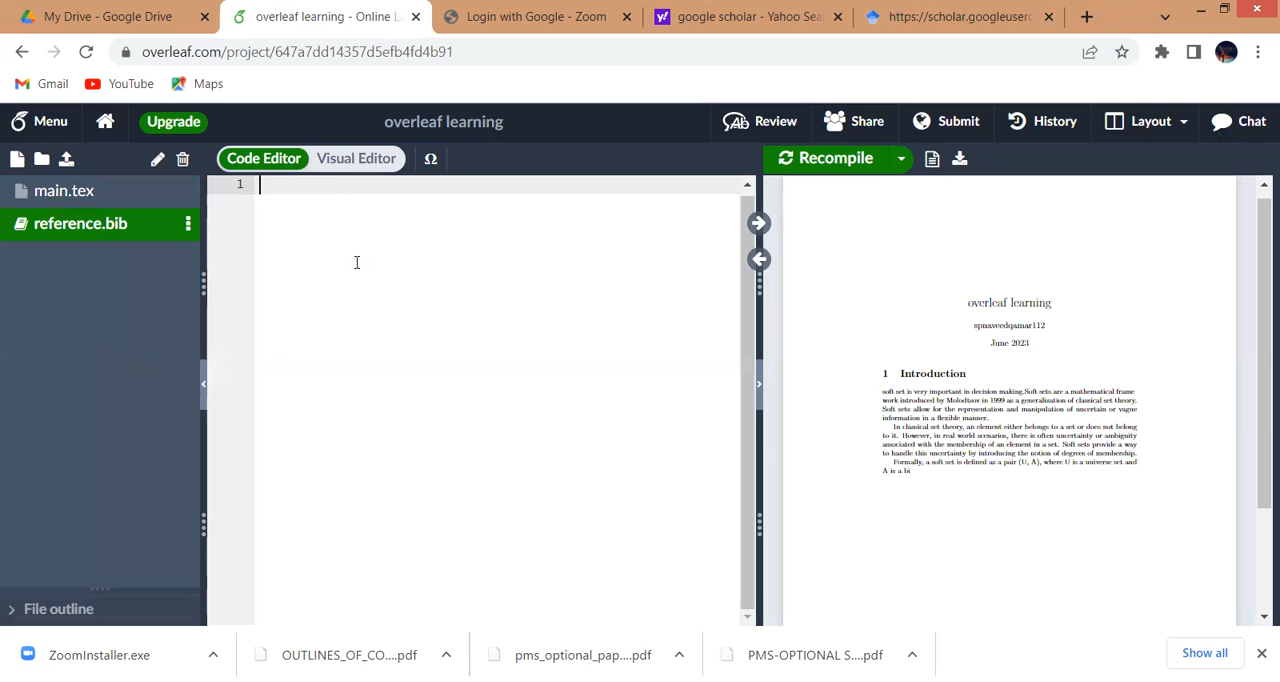 My Drive - Google Drive
overleaf learning - Online L
Login with Google - Zoom
google scholar - Yahoo Sea
https://scholar.googleuserc
overleaf.com/project/647a7dd14357d5efb4fd4b91
Gmail
YouTube
Maps
Menu
Upgrade
overleaf learning
Review
Share
Submit
History
Layout
Chat
Code Editor
Visual Editor
Ω
Recompile
main.tex
reference.bib
1
overleaf learning
spnaveedqamar112
June 2023
1 Introduction
soft set is very important in decision making.Soft sets are a mathematical frame
work introduced by Molodtsov in 1999 as a generalization of classical set theory.
Soft sets allow for the representation and manipulation of uncertain or vague
information in a flexible manner.
In classical set theory, an element either belongs to a set or does not belong
to it. However, in real world scenarios, there is often uncertainty or ambiguity
associated with the membership of an element in a set. Soft sets provide a way
to handle this uncertainty by introducing the notion of degrees of membership.
Formally, a soft set is defined as a pair (U, A), where U is a universe set and
A is a bi
File outline
ZoomInstaller.exe
OUTLINES_OF_CO....pdf
pms_optional_pap....pdf
PMS-OPTIONAL S....pdf
Show all